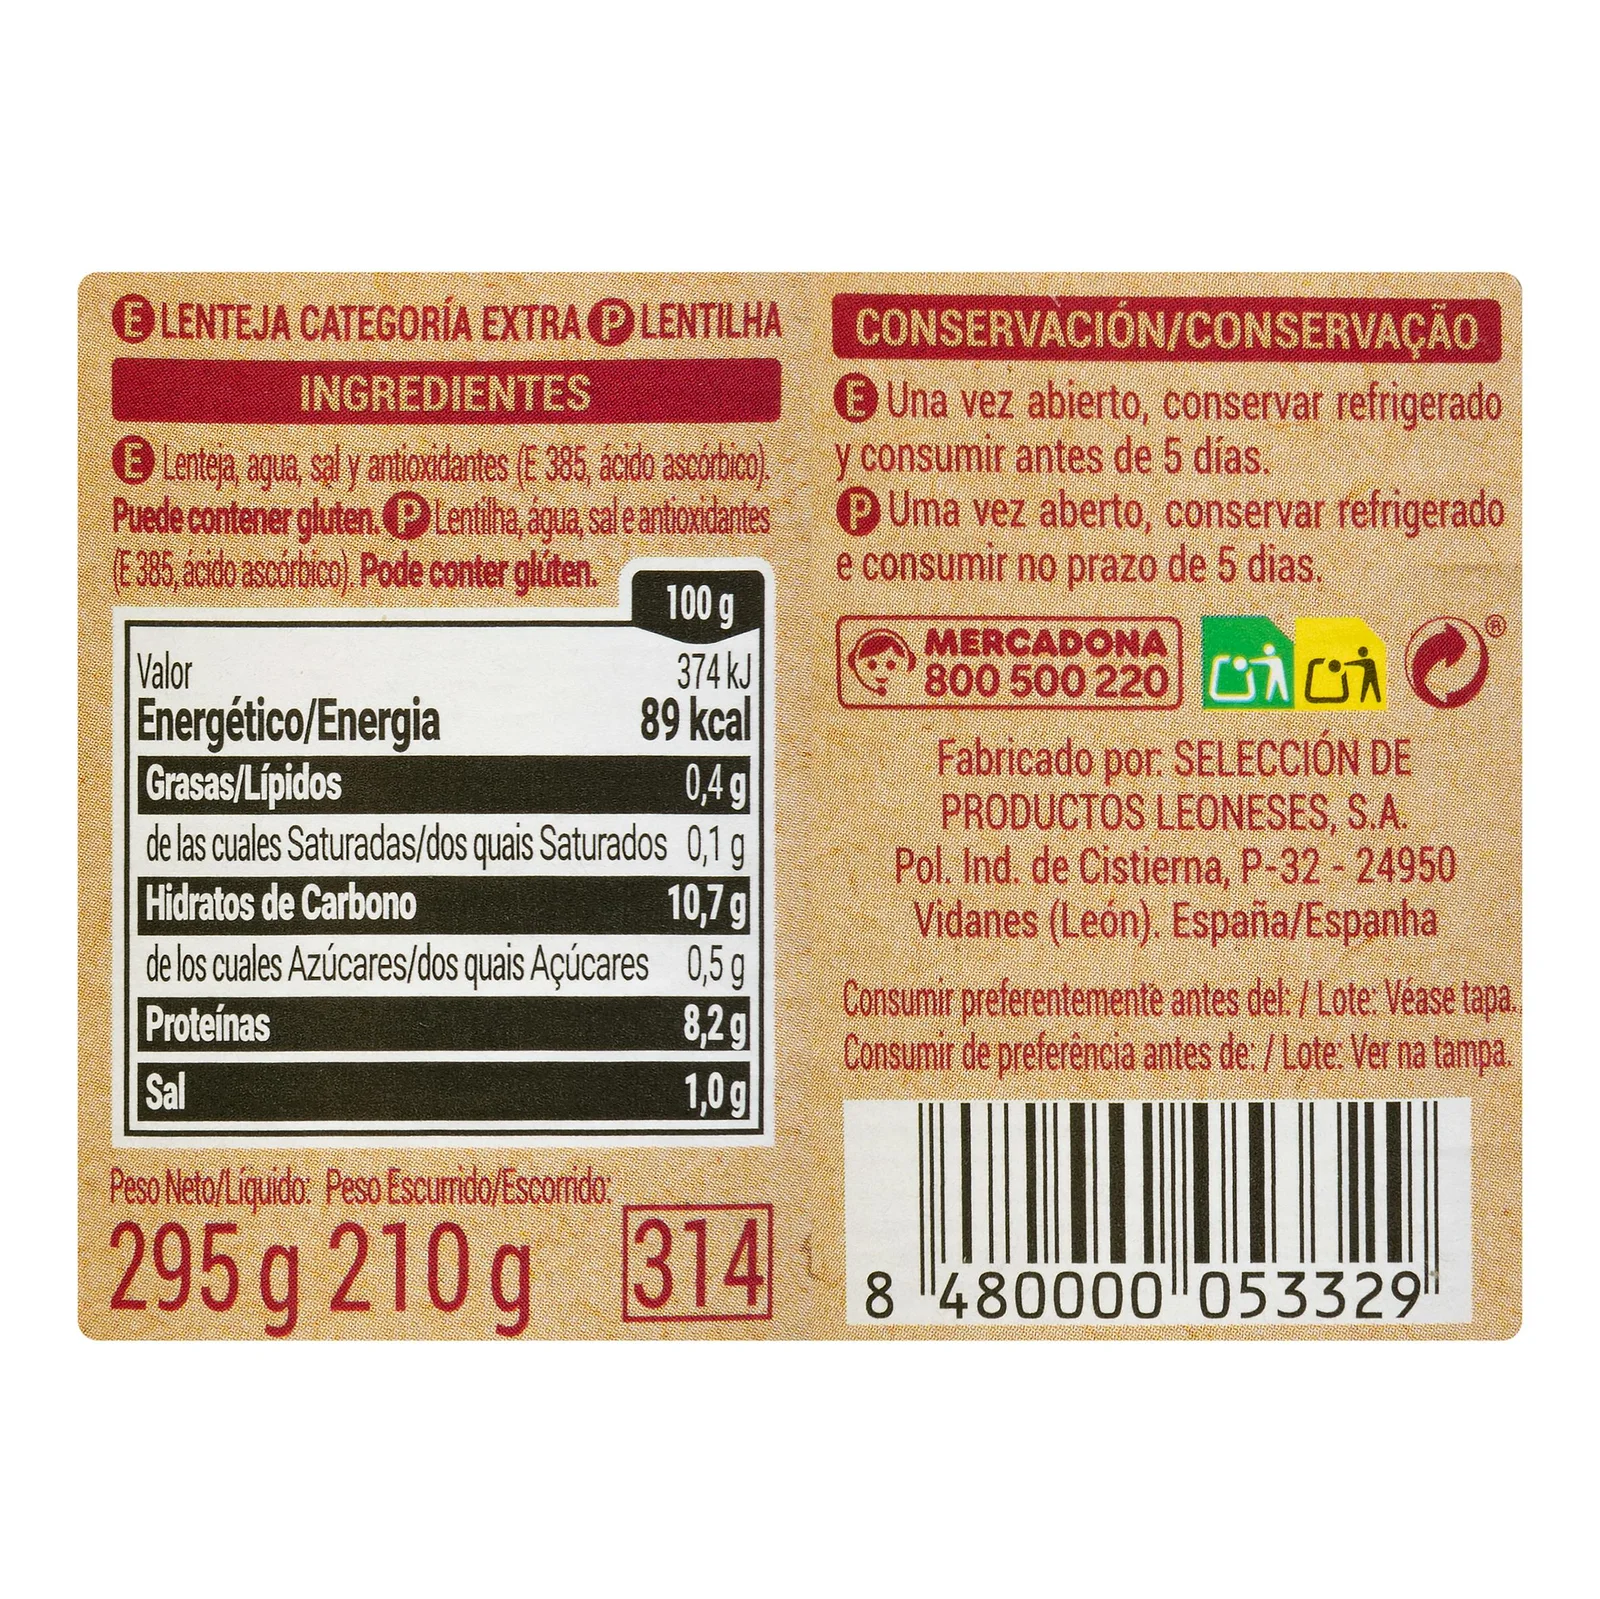 E LENTEJA CATEGORÍA EXTRA P LENTILHA
INGREDIENTES
E Lenteja, agua, sal y antioxidantes (E 385, ácido ascórbico).
Puede contener gluten. P Lentilha, água, sal e antioxidantes
(E 385, ácido ascórbico). Pode conter glúten.
100 g
Valor 374 kJ
Energético/Energia 89 kcal
Grasas/Lípidos 0,4 g
de las cuales Saturadas/dos quais Saturados 0,1 g
Hidratos de Carbono 10,7 g
de los cuales Azúcares/dos quais Açúcares 0,5 g
Proteínas 8,2 g
Sal 1,0 g
Peso Neto/Líquido: Peso Escurrido/Escorrido:
295 g 210 g 314
CONSERVACIÓN/CONSERVAÇÃO
E Una vez abierto, conservar refrigerado
y consumir antes de 5 días.
P Uma vez aberto, conservar refrigerado
e consumir no prazo de 5 dias.
MERCADONA
800 500 220
®
Fabricado por: SELECCIÓN DE
PRODUCTOS LEONESES, S.A.
Pol. Ind. de Cistierna, P-32 - 24950
Vidanes (León). España/Espanha
Consumir preferentemente antes del: / Lote: Véase tapa.
Consumir de preferência antes de: / Lote: Ver na tampa.
8 480000 053329